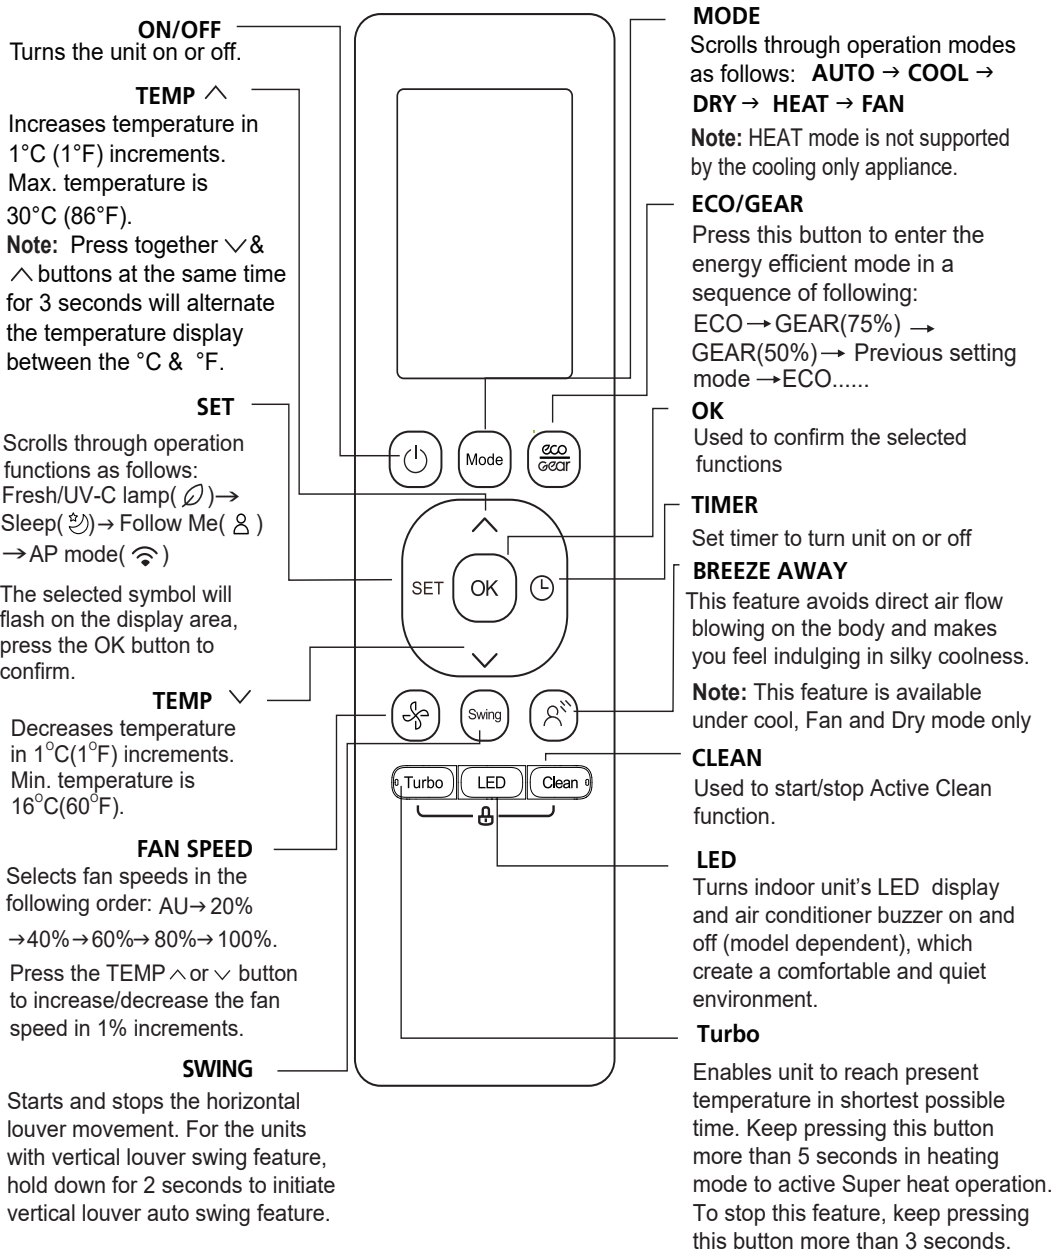 ON/OFF
Turns the unit on or off.
TEMP ︿
Increases temperature in
1°C (1°F) increments.
Max. temperature is
30°C (86°F).
Note: Press together ﹀&
︿ buttons at the same time
for 3 seconds will alternate
the temperature display
between the °C & °F.
SET
Scrolls through operation
functions as follows:
Fresh/UV-C lamp( )→
Sleep( )→ Follow Me( )
→AP mode( )
The selected symbol will
flash on the display area,
press the OK button to
confirm.
TEMP ﹀
Decreases temperature
in 1°C(1°F) increments.
Min. temperature is
16°C(60°F).
FAN SPEED
Selects fan speeds in the
following order: AU→20%
→40%→60%→80%→100%.
Press the TEMP ︿ or ﹀ button
to increase/decrease the fan
speed in 1% increments.
SWING
Starts and stops the horizontal
louver movement. For the units
with vertical louver swing feature,
hold down for 2 seconds to initiate
vertical louver auto swing feature.
Mode
eco
Gear
SET
OK
Swing
Turbo
LED
Clean
MODE
Scrolls through operation modes
as follows: AUTO → COOL →
DRY → HEAT → FAN
Note: HEAT mode is not supported
by the cooling only appliance.
ECO/GEAR
Press this button to enter the
energy efficient mode in a
sequence of following:
ECO→GEAR(75%) →
GEAR(50%)→ Previous setting
mode →ECO......
OK
Used to confirm the selected
functions
TIMER
Set timer to turn unit on or off
BREEZE AWAY
This feature avoids direct air flow
blowing on the body and makes
you feel indulging in silky coolness.
Note: This feature is available
under cool, Fan and Dry mode only
CLEAN
Used to start/stop Active Clean
function.
LED
Turns indoor unit's LED display
and air conditioner buzzer on and
off (model dependent), which
create a comfortable and quiet
environment.
Turbo
Enables unit to reach present
temperature in shortest possible
time. Keep pressing this button
more than 5 seconds in heating
mode to active Super heat operation.
To stop this feature, keep pressing
this button more than 3 seconds.